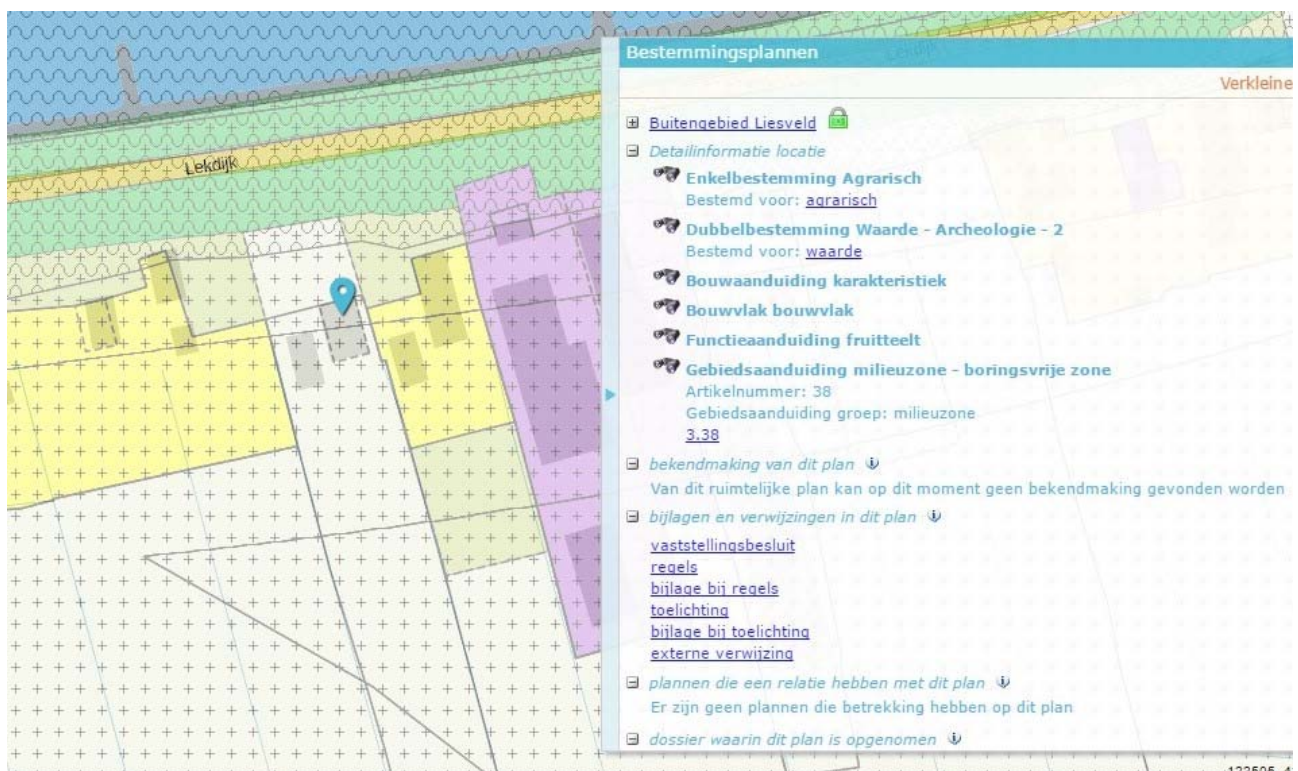 Bestemmingsplannen
Verkleine
Buitengebied Liesveld
Detailinformatie locatie
Enkelbestemming Agrarisch
Bestemd voor: agrarisch
Dubbelbestemming Waarde - Archeologie - 2
Bestemd voor: waarde
Bouwaanduiding karakteristiek
Bouwvlak bouwvlak
Functieaanduiding fruitteelt
Gebiedsaanduiding milieuzone - boringsvrije zone
Artikelnummer: 38
Gebiedsaanduiding groep: milieuzone
3.38
bekendmaking van dit plan
Van dit ruimtelijke plan kan op dit moment geen bekendmaking gevonden worden
bijlagen en verwijzingen in dit plan
vaststellingsbesluit
regels
bijlage bij regels
toelichting
bijlage bij toelichting
externe verwijzing
plannen die een relatie hebben met dit plan
Er zijn geen plannen die betrekking hebben op dit plan
dossier waarin dit plan is opgenomen
Lekdijk
Lekdijk